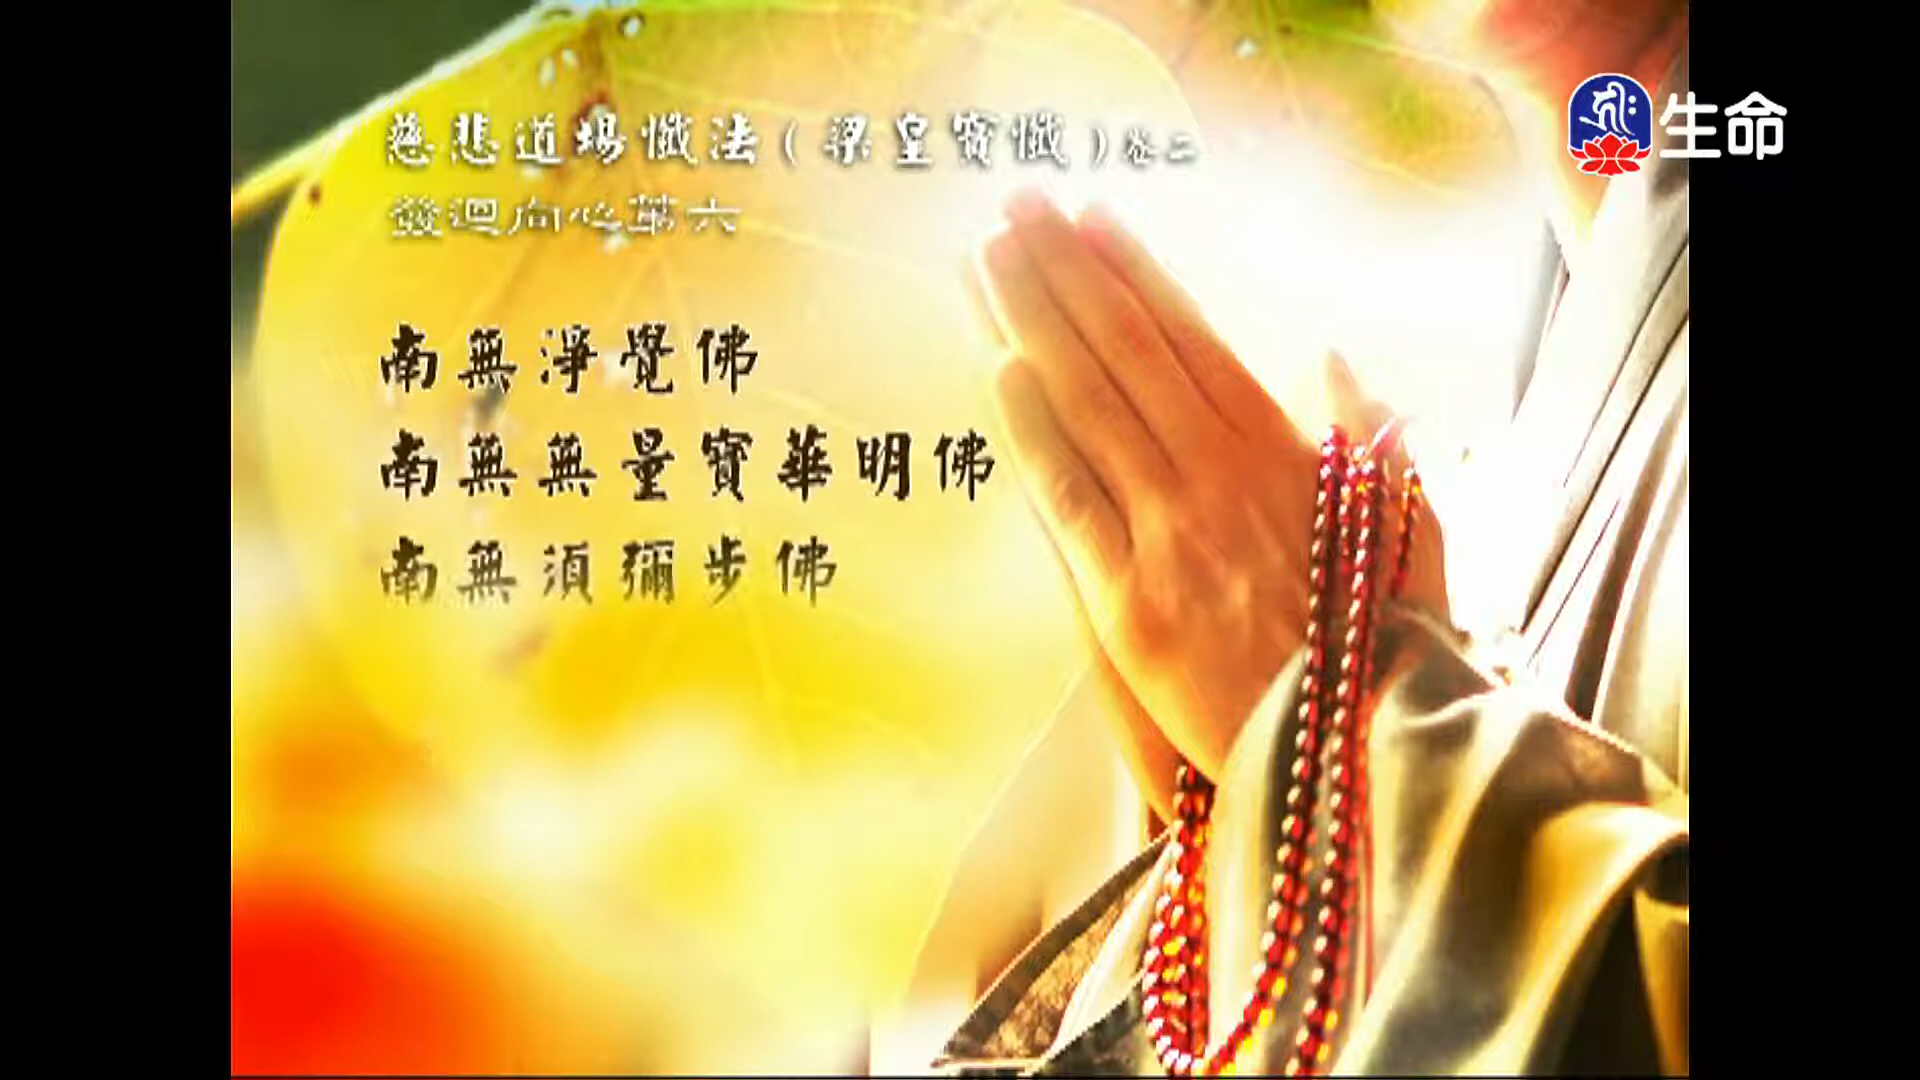 慈悲道場懺法（梁皇寶懺）卷二
發迴向心第六
生命
南無淨覺佛
南無無量寶華明佛
南無須彌步佛